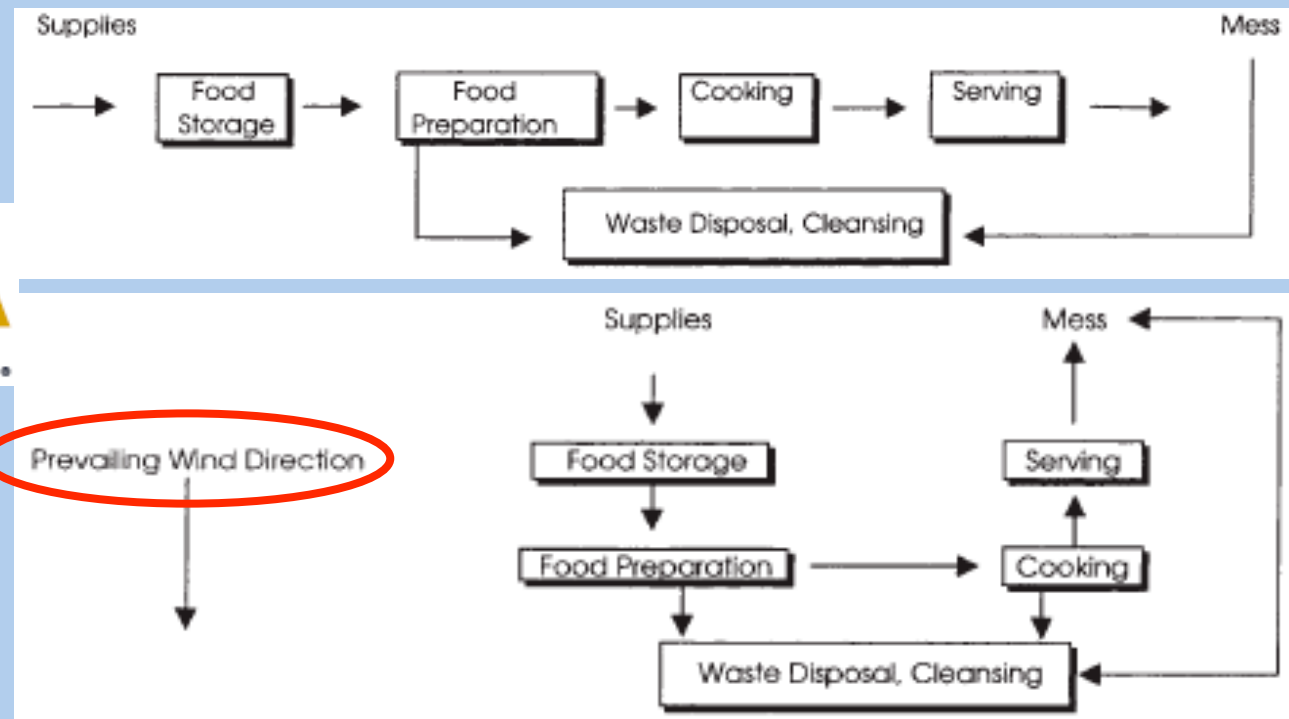 Supplies
Mess
Food
Storage
Food
Preparation
Cooking
Serving
Waste Disposal, Cleansing
Supplies
Mess
Prevailing Wind Direction
Food Storage
Serving
Food Preparation
Cooking
Waste Disposal, Cleansing